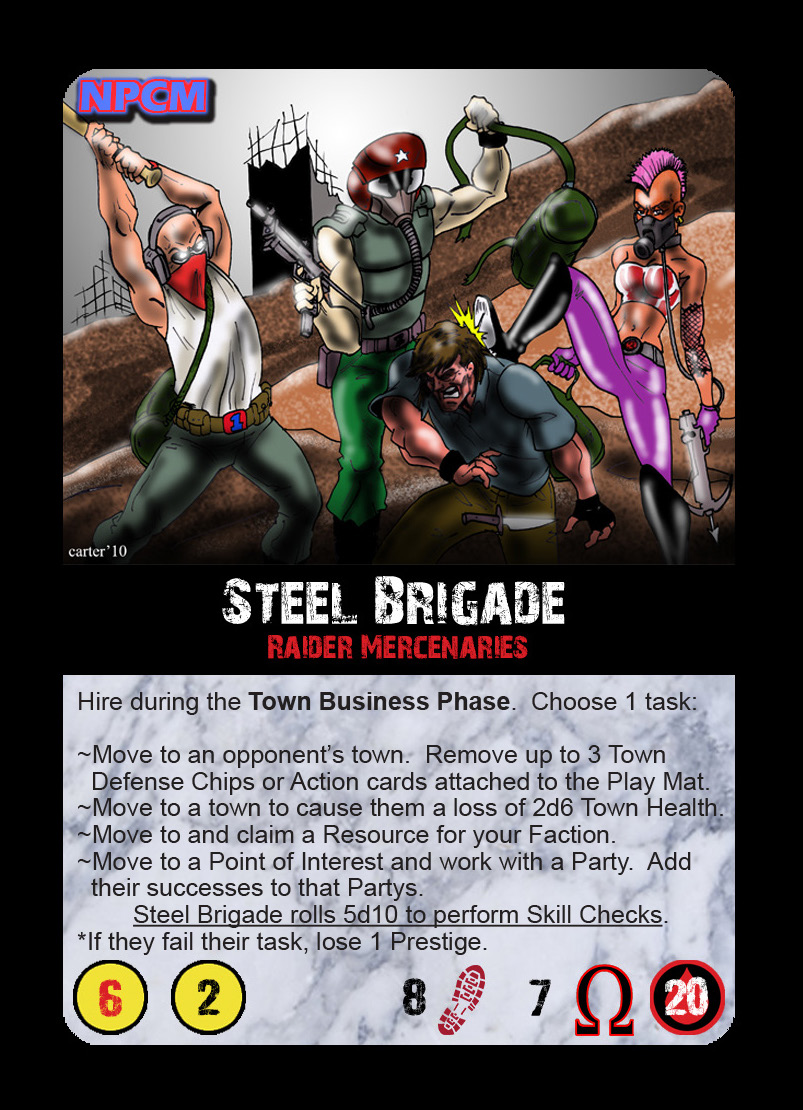 NPCM
1
carter'10
Steel Brigade
Raider Mercenaries
Hire during the Town Business Phase.  Choose 1 task:
~Move to an opponent's town.  Remove up to 3 Town
Defense Chips or Action cards attached to the Play Mat.
~Move to a town to cause them a loss of 2d6 Town Health.
~Move to and claim a Resource for your Faction.
~Move to a Point of Interest and work with a Party.  Add
their successes to that Partys.
Steel Brigade rolls 5d10 to perform Skill Checks.
*If they fail their task, lose 1 Prestige.
6 2 8 7 Ω 20